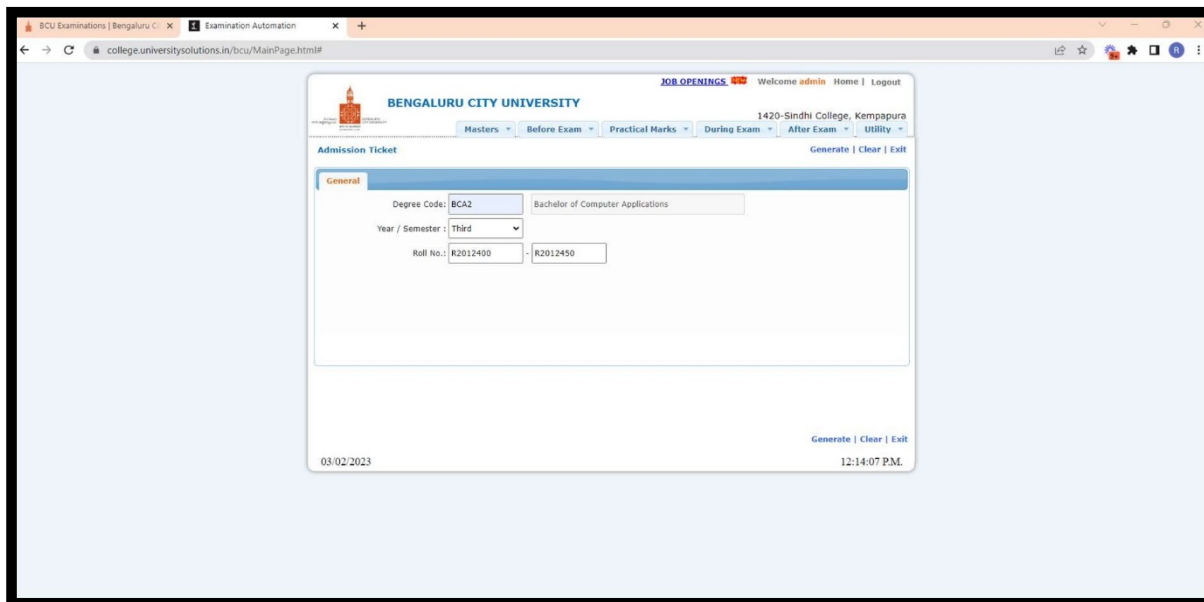 BCU Examinations | Bengaluru Ci
Examination Automation
college.universitysolutions.in/bcu/MainPage.html#
R
JOB OPENINGS Welcome admin Home | Logout
BENGALURU CITY UNIVERSITY
1420-Sindhi College, Kempapura
Masters Before Exam Practical Marks During Exam After Exam Utility
Admission Ticket Generate | Clear | Exit
General
Degree Code: BCA2 Bachelor of Computer Applications
Year / Semester : Third
Roll No.: R2012400 - R2012450
Generate | Clear | Exit
03/02/2023 12:14:07 P.M.